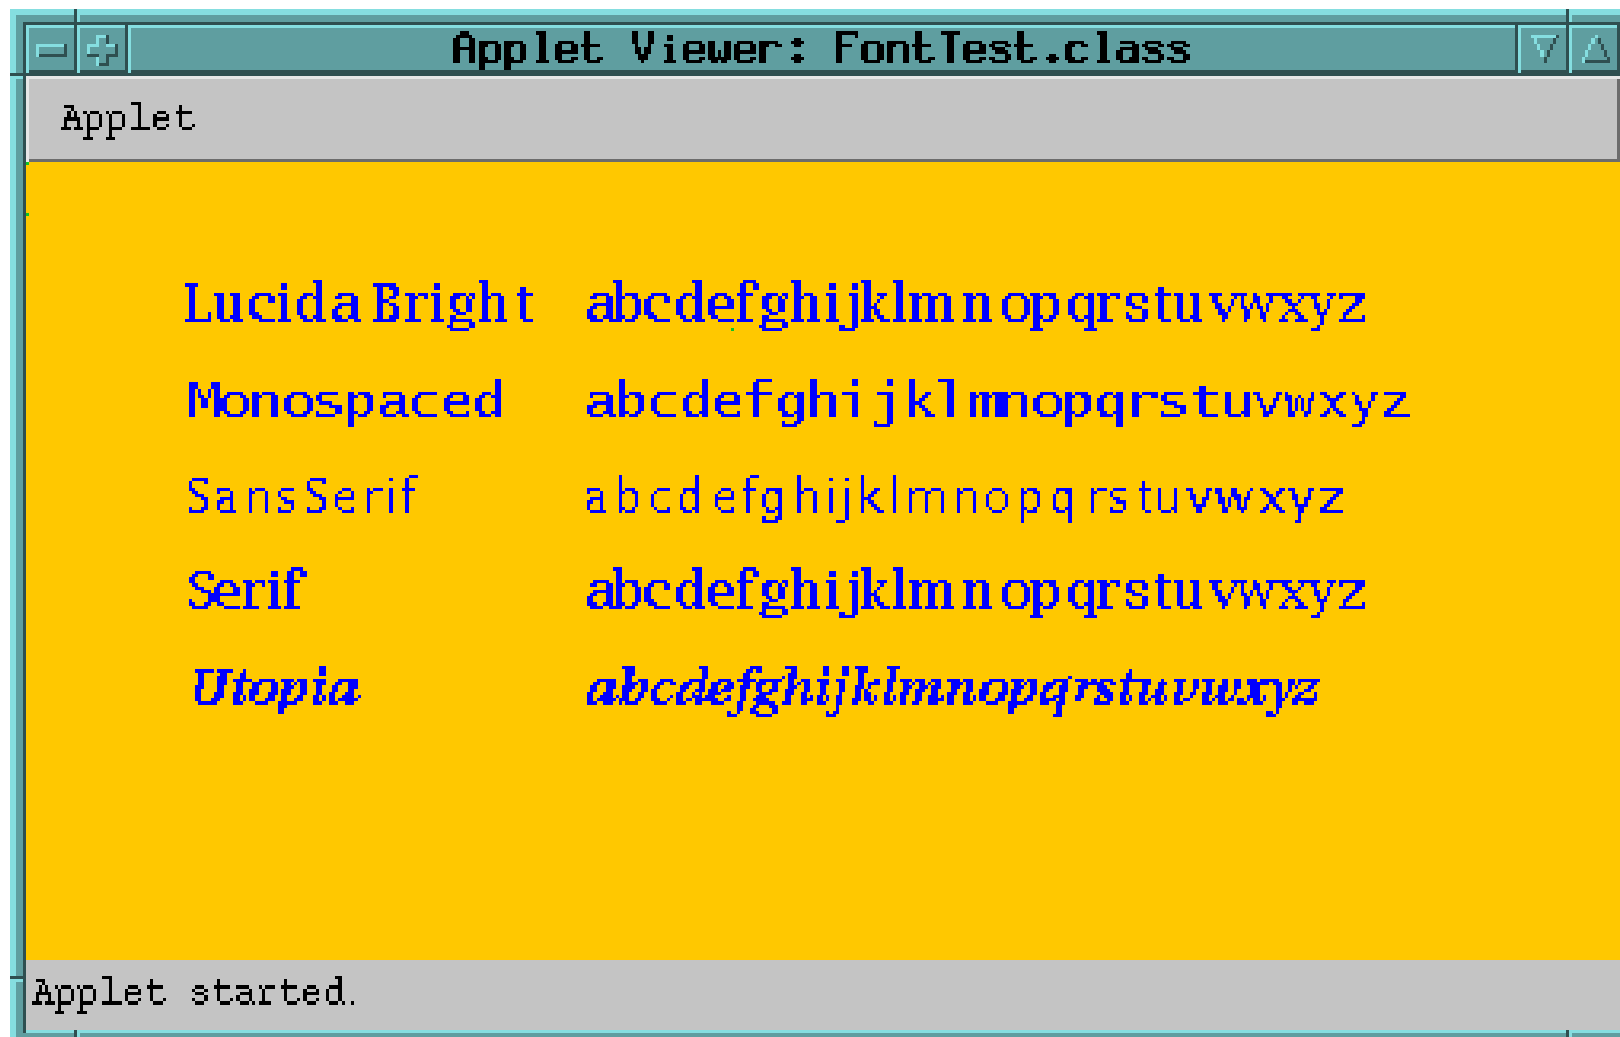 Applet Viewer: FontTest.class
Applet
Lucida Bright abcdefghijklmnopqrstuvwxyz
Monospaced abcdefghijklmnopqrstuvwxyz
SansSerif abcdefghijklmnopqrstuvwxyz
Serif abcdefghijklmnopqrstuvwxyz
Utopia abcdefghijklmnopqrstuvwxyz
Applet started.